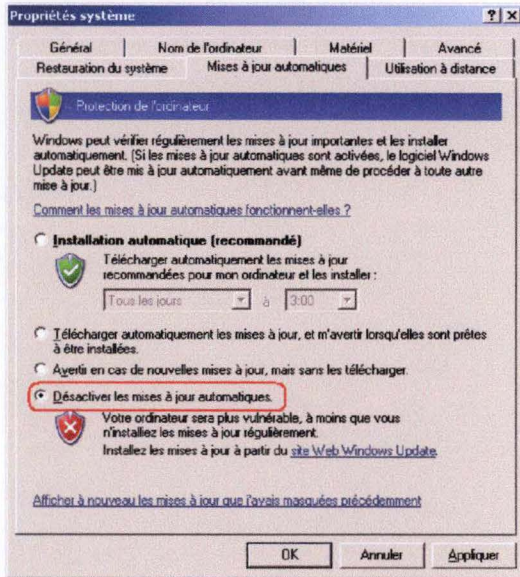 Propriétés système
Général
Nom de l'ordinateur
Matériel
Avancé
Restauration du système
Mises à jour automatiques
Utilisation à distance
Protection de l'ordinateur
Windows peut vérifier régulièrement les mises à jour importantes et les installer
automatiquement. (Si les mises à jour automatiques sont activées, le logiciel Windows
Update peut être mis à jour automatiquement avant même de procéder à toute autre
mise à jour.)
Comment les mises à jour automatiques fonctionnent-elles ?
Installation automatique (recommandé)
Télécharger automatiquement les mises à jour
recommandées pour mon ordinateur et les installer :
Tous les jours à 3:00
Télécharger automatiquement les mises à jour, et m'avertir lorsqu'elles sont prêtes
à être installées.
Averti en cas de nouvelles mises à jour, mais sans les télécharger.
Désactiver les mises à jour automatiques.
Votre ordinateur sera plus vulnérable, à moins que vous
n'installiez les mises à jour régulièrement.
Installez les mises à jour à partir du site Web Windows Update.
Afficher à nouveau les mises à jour que j'avais masquées précédemment
OK
Annuler
Appliquer